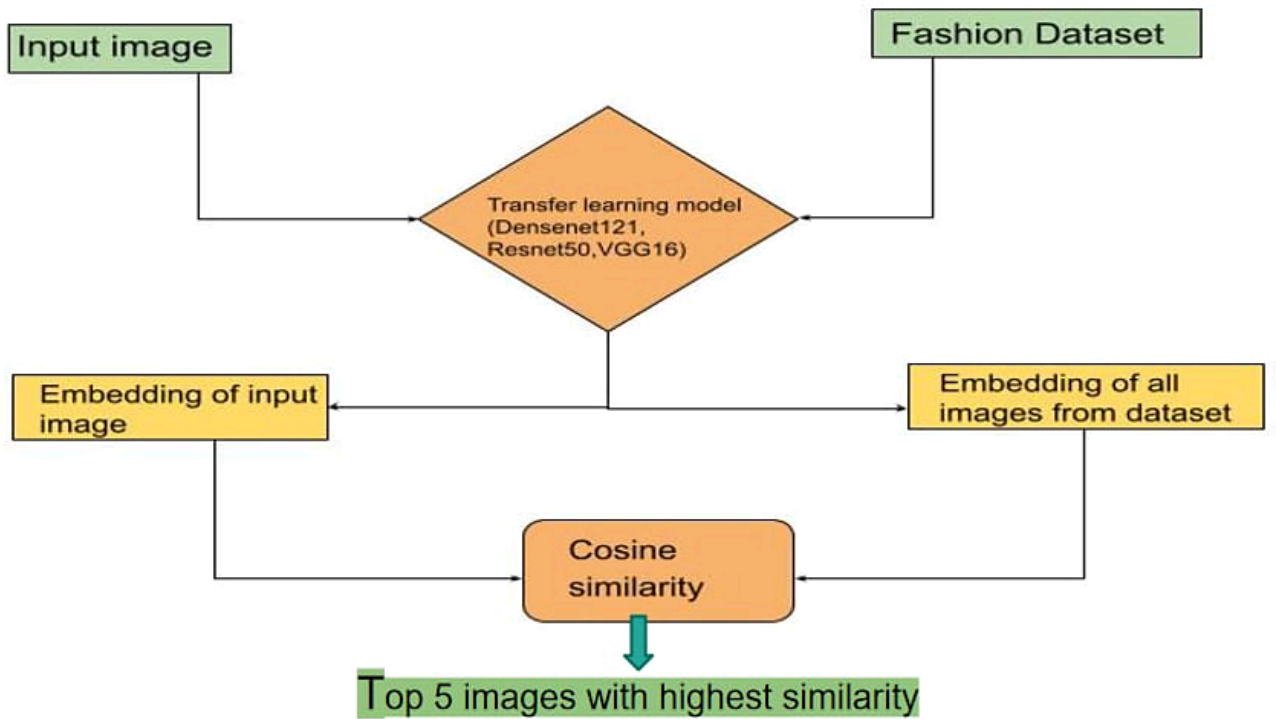 Input image
Fashion Dataset
Transfer learning model
(Densenet121,
Resnet50,VGG16)
Embedding of input
image
Embedding of all
images from dataset
Cosine
similarity
Top 5 images with highest similarity